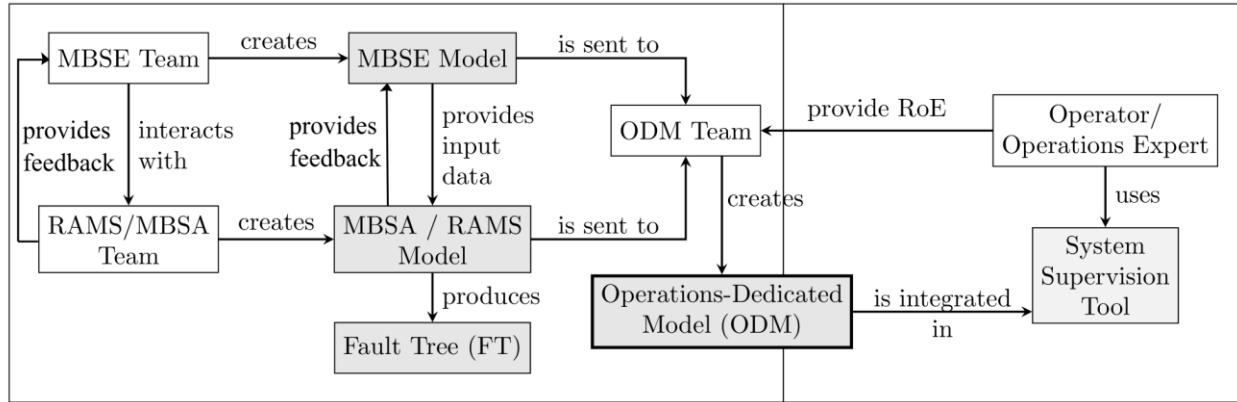 MBSE Team
creates
MBSE Model
is sent to
provides
feedback
interacts
with
provides
feedback
provides
input
data
ODM Team
provide RoE
Operator/
Operations Expert
RAMS/MBSA
Team
creates
MBSA / RAMS
Model
is sent to
creates
uses
System
Supervision
Tool
produces
Fault Tree (FT)
Operations-Dedicated
Model (ODM)
is integrated
in